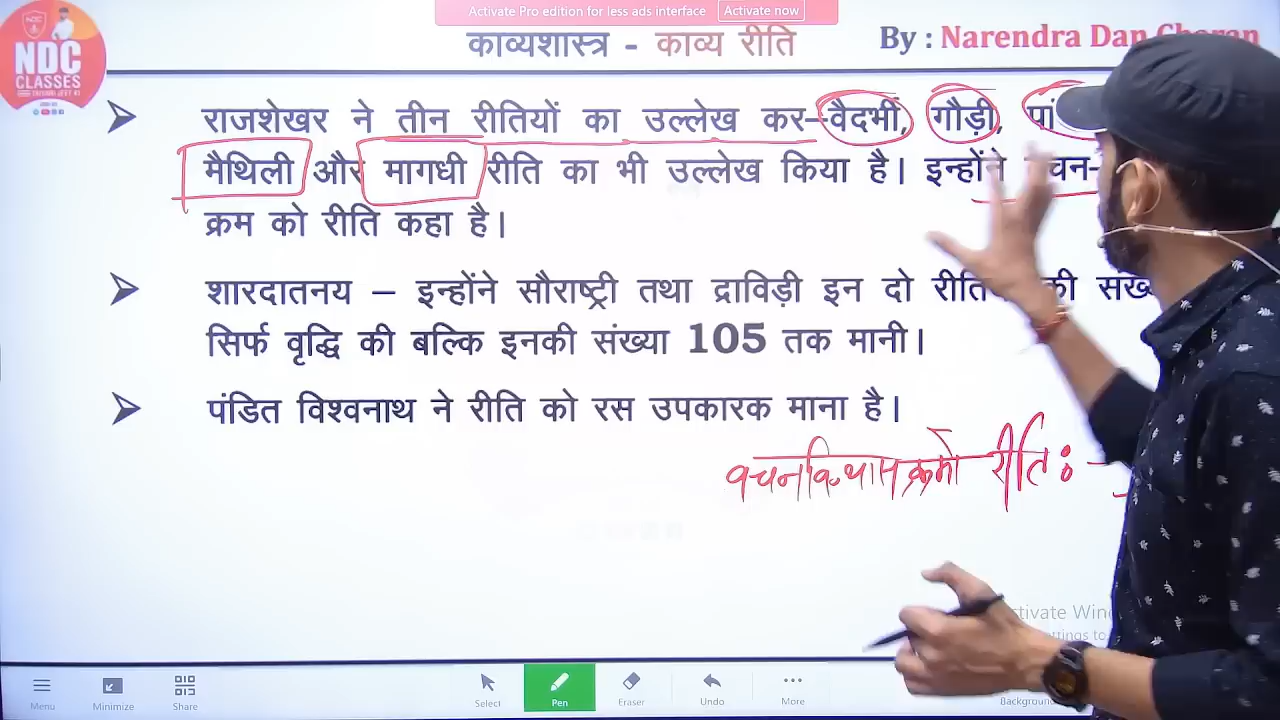 Activate Pro edition for less ads interface Activate now
काव्यशास्त्र - काव्य रीति
By : Narendra Dan Charan
NDC
CLASSES
राजशेखर ने तीन रीतियों का उल्लेख कर–वैदर्भी, गौड़ी,
मैथिली और मागधी रीति का भी उल्लेख किया है। इन्होंने
क्रम को रीति कहा है।
शारदातनय – इन्होंने सौराष्ट्री तथा द्राविड़ी इन दो की
सिर्फ वृद्धि की बल्कि इनकी संख्या 105 तक मानी।
पंडित विश्वनाथ ने रीति को रस उपकारक माना है।
वचनविन्यासक्रमो रीतिः
Menu Minimize Share Select Pen Eraser Undo More